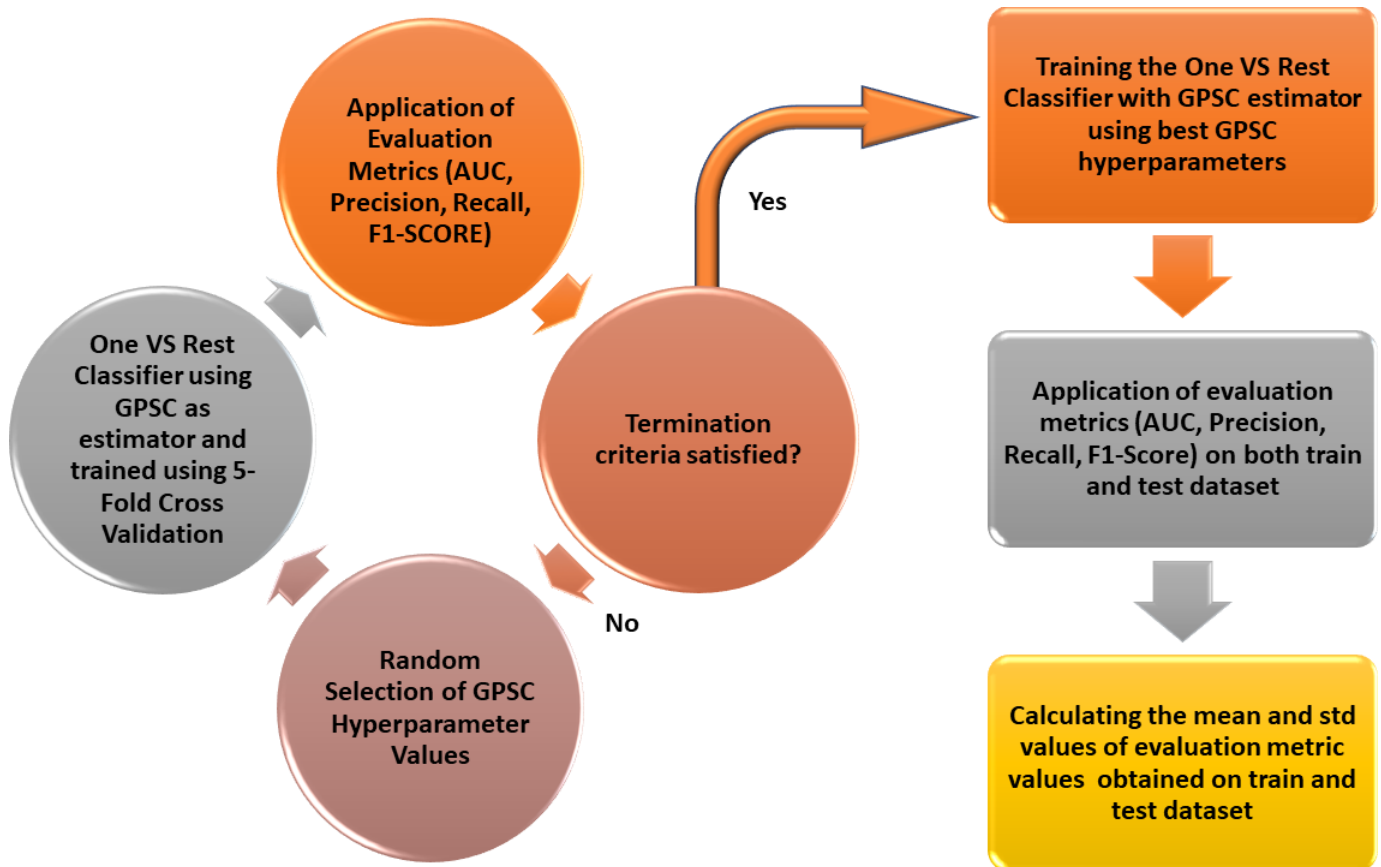 Application of
Evaluation
Metrics (AUC,
Precision, Recall,
F1-SCORE)
Yes
Training the One VS Rest
Classifier with GPSC estimator
using best GPSC
hyperparameters
One VS Rest
Classifier using
GPSC as
estimator and
trained using 5-
Fold Cross
Validation
Termination
criteria satisfied?
Application of evaluation
metrics (AUC, Precision,
Recall, F1-Score) on both train
and test dataset
No
Random
Selection of GPSC
Hyperparameter
Values
Calculating the mean and std
values of evaluation metric
values obtained on train and
test dataset